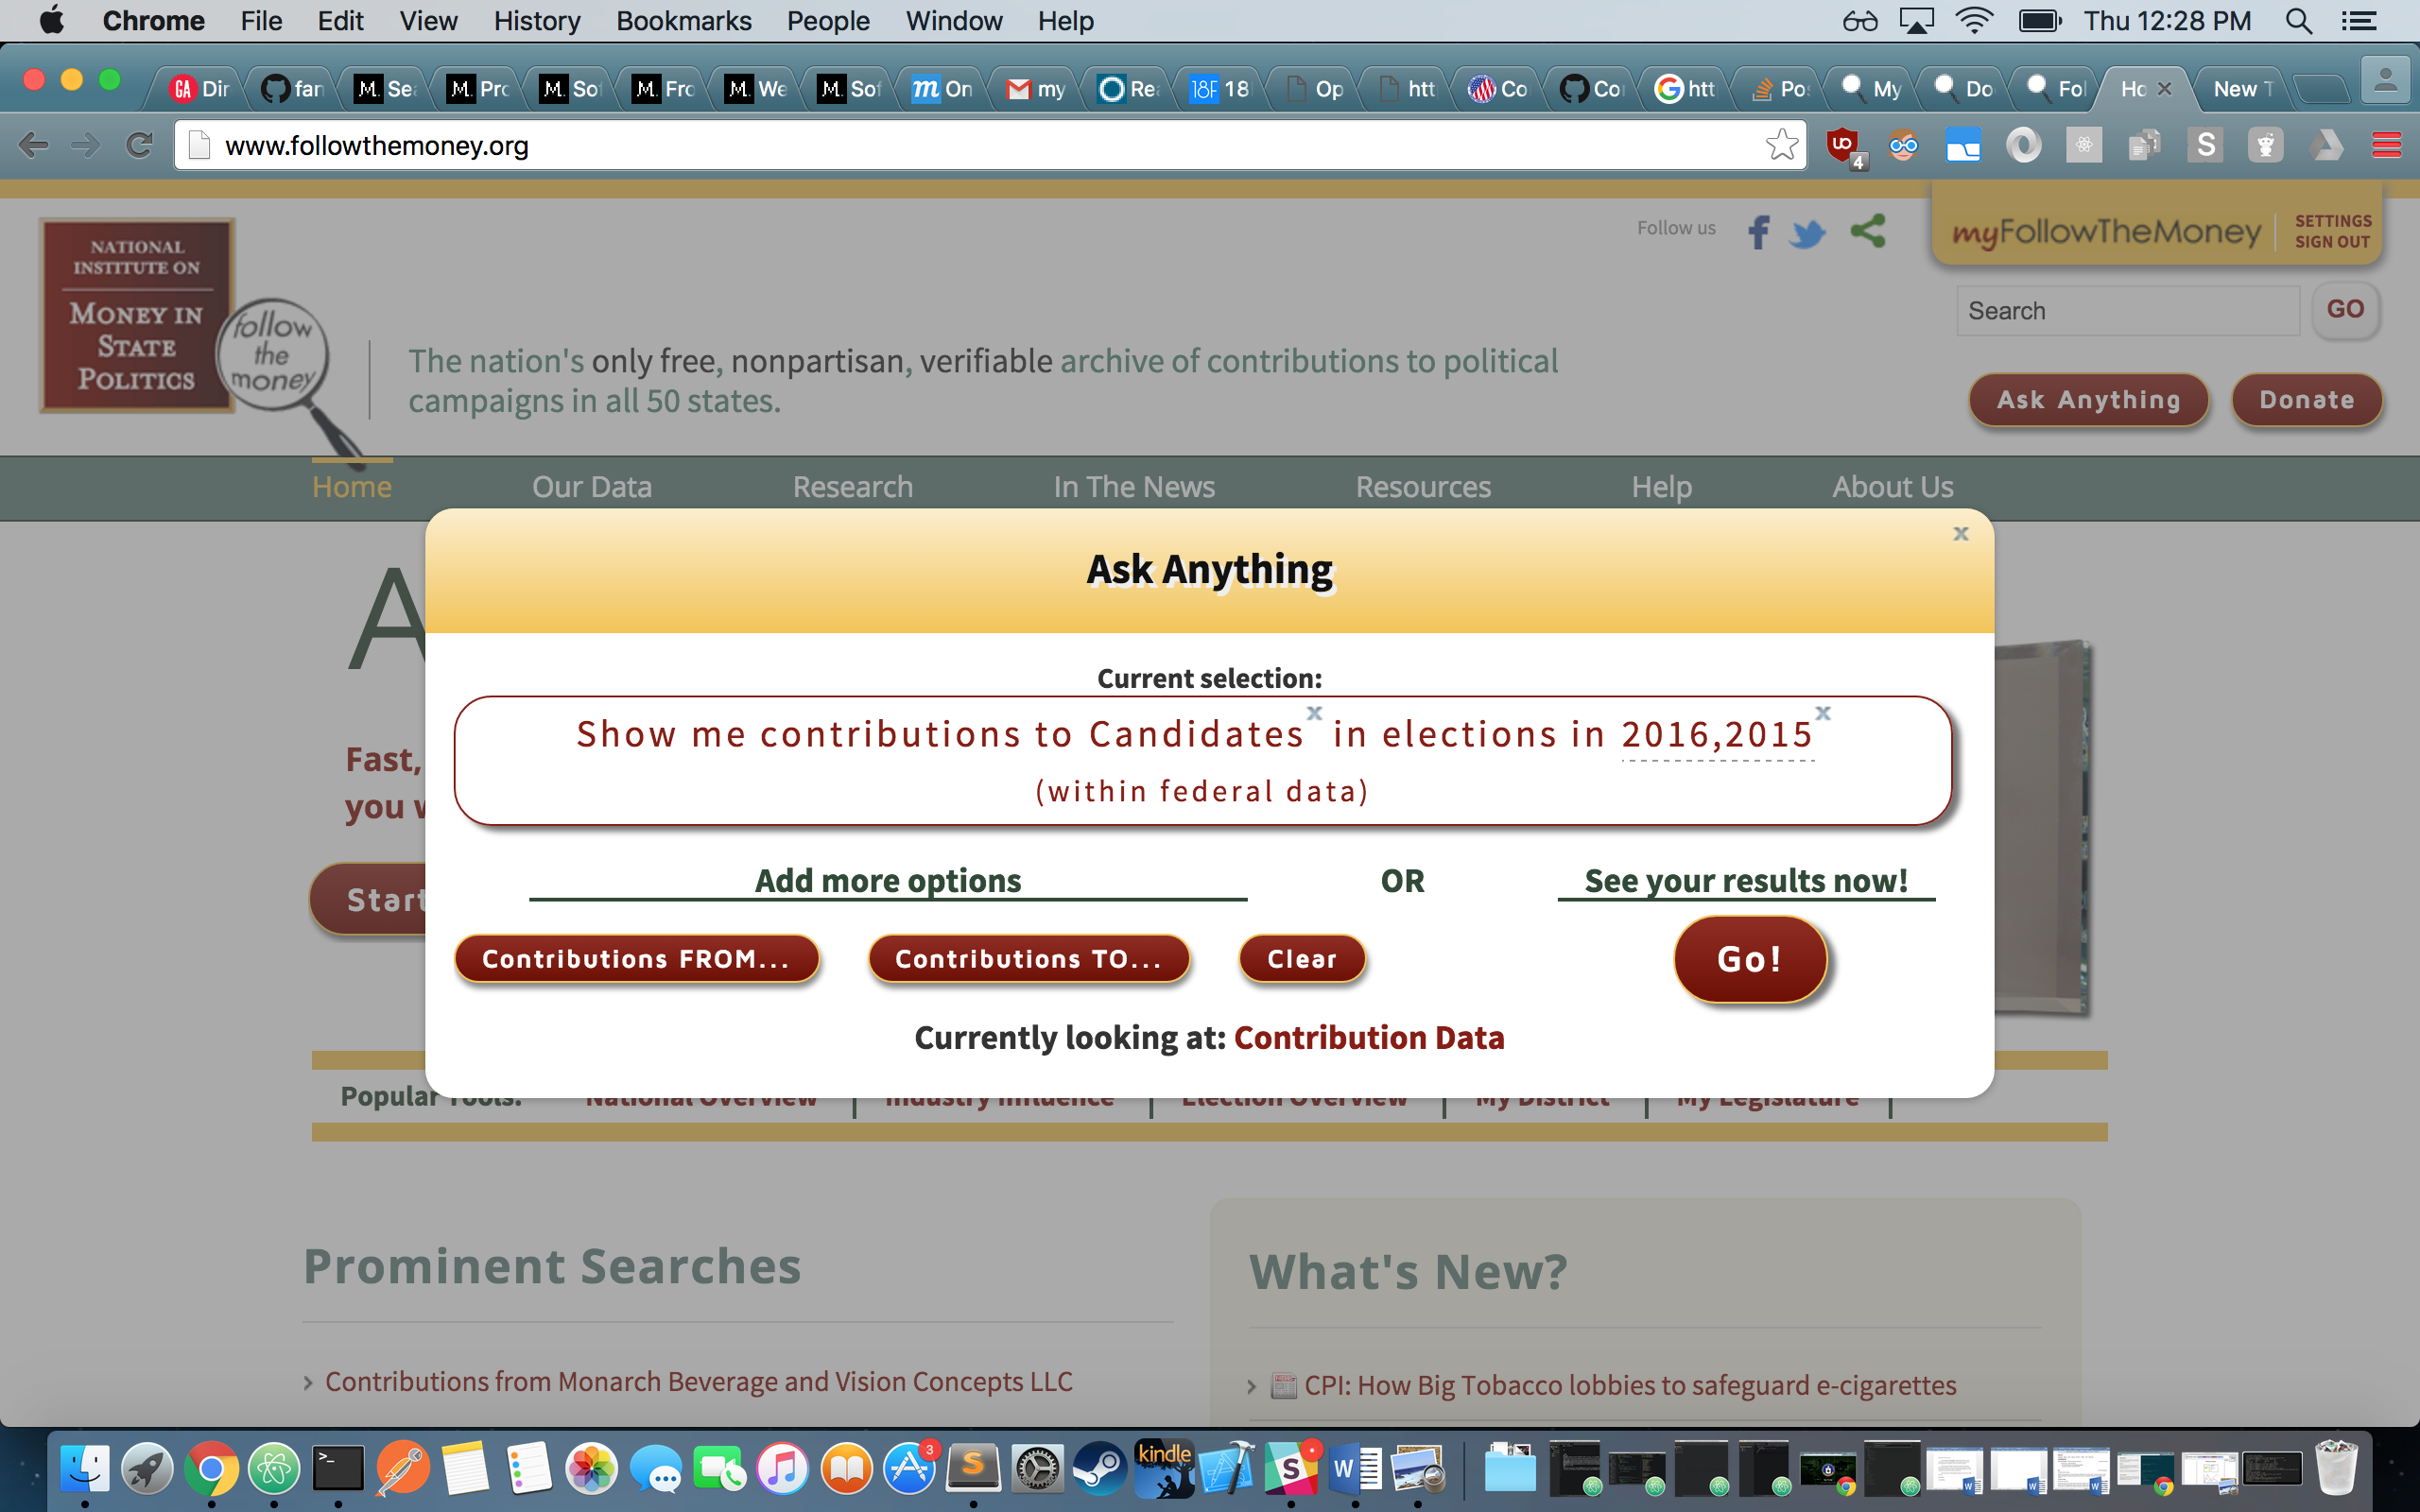 Chrome File Edit View History Bookmarks People Window Help Thu 12:28 PM
GA Dir far M. Se M. Pro M. Sof M. Fro M. We M. Sof m On my Re 18F 18 Op htt Co Co htt Po My Do Fol Ho New T
www.followthemoney.org
UO 4 S
NATIONAL
INSTITUTE ON
MONEY IN
STATE
POLITICS
follow
the
money
Follow us
myFollowTheMoney
SETTINGS
SIGN OUT
Search GO
The nation's only free, nonpartisan, verifiable archive of contributions to political
campaigns in all 50 states.
Ask Anything Donate
Home Our Data Research In The News Resources Help About Us
x
Ask Anything
A
Current selection:
Show me contributions to Candidates x in elections in 2016,2015 x
(within federal data)
Fast,
you
Add more options OR See your results now!
Start
Contributions FROM... Contributions TO... Clear Go!
Currently looking at: Contribution Data
Popular Tools: National Overview Industry Influence Election Overview My District My Legislature
Prominent Searches
What's New?
› Contributions from Monarch Beverage and Vision Concepts LLC
› CPI: How Big Tobacco lobbies to safeguard e-cigarettes
>_ 3 S kindle S W